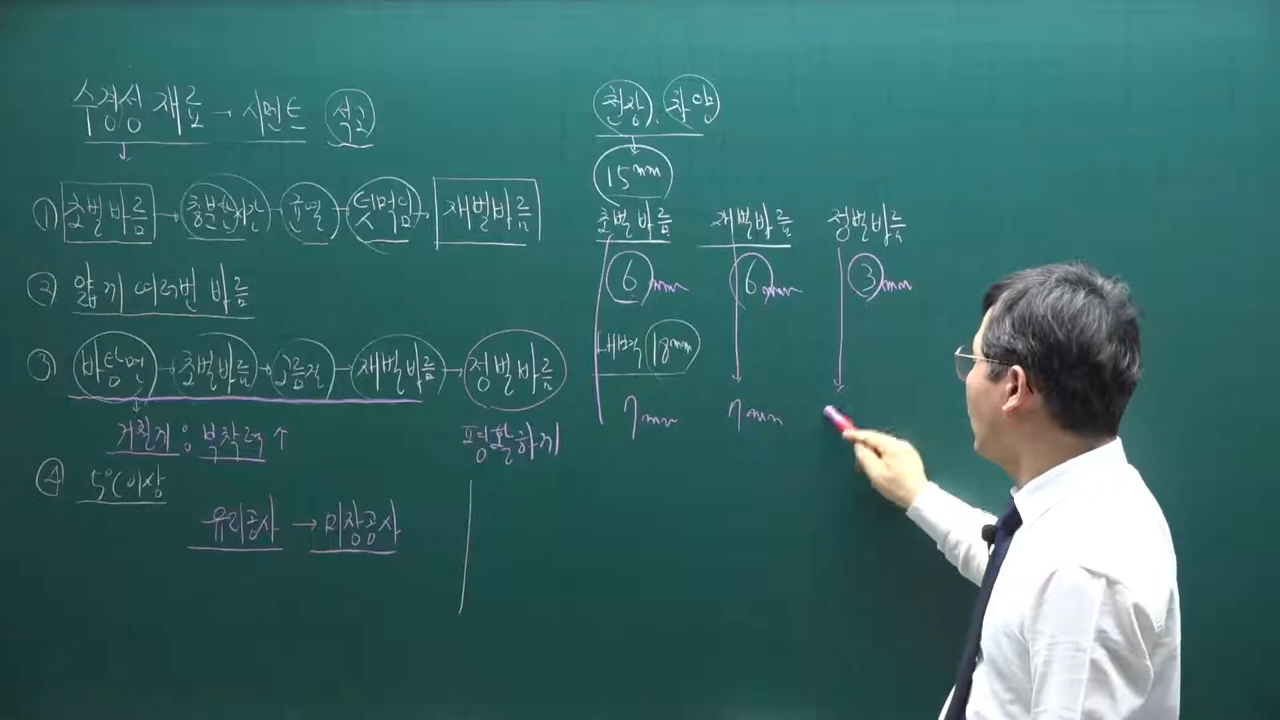 수경성 재료 → 시멘트 석고
① 초벌바름 → 충분한시간 균열 덧먹임 → 재벌바름
② 얇게 여러번 바름
③ 바탕면 → 초벌바름 → 고름질 → 재벌바름 → 정벌바름
거칠게 : 부착력 ↑
평활하게
④ 5℃이상
유리공사 → 미장공사
천장, 차양
15mm
초벌바름 재벌바름 정벌바름
6mm 6mm 3mm
내벽 18mm
7mm 7mm